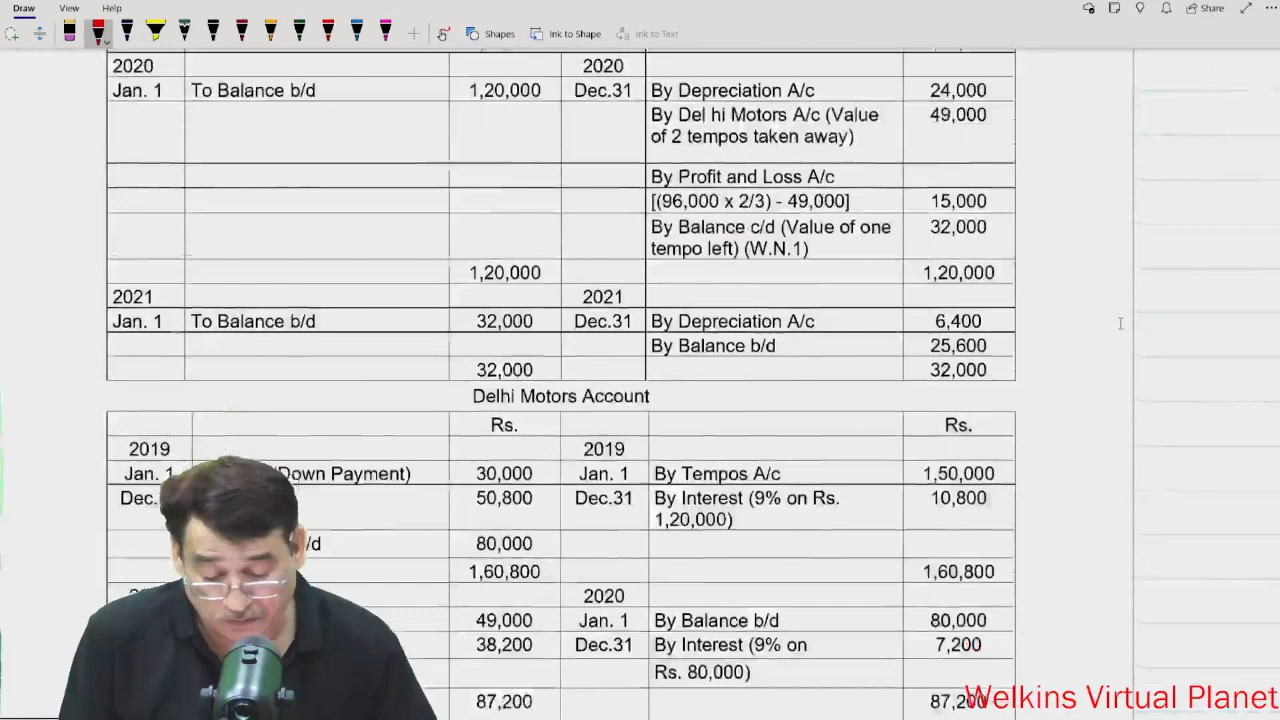 Draw View Help
Share
Shapes Ink to Shape Ink to Text
2020 2020
Jan. 1 To Balance b/d 1,20,000 Dec.31 By Depreciation A/c 24,000
By Del hi Motors A/c (Value 49,000
of 2 tempos taken away)
By Profit and Loss A/c
[(96,000 x 2/3) - 49,000] 15,000
By Balance c/d (Value of one 32,000
tempo left) (W.N.1)
1,20,000 1,20,000
2021 2021
Jan. 1 To Balance b/d 32,000 Dec.31 By Depreciation A/c 6,400
By Balance b/d 25,600
32,000 32,000
Delhi Motors Account
Rs. Rs.
2019 2019
Jan. 1 (Down Payment) 30,000 Jan. 1 By Tempos A/c 1,50,000
Dec. 50,800 Dec.31 By Interest (9% on Rs. 10,800
1,20,000)
/d 80,000
1,60,800 1,60,800
2020
49,000 Jan. 1 By Balance b/d 80,000
38,200 Dec.31 By Interest (9% on 7,200
Rs. 80,000)
87,200 87,200
Welkins Virtual Planet